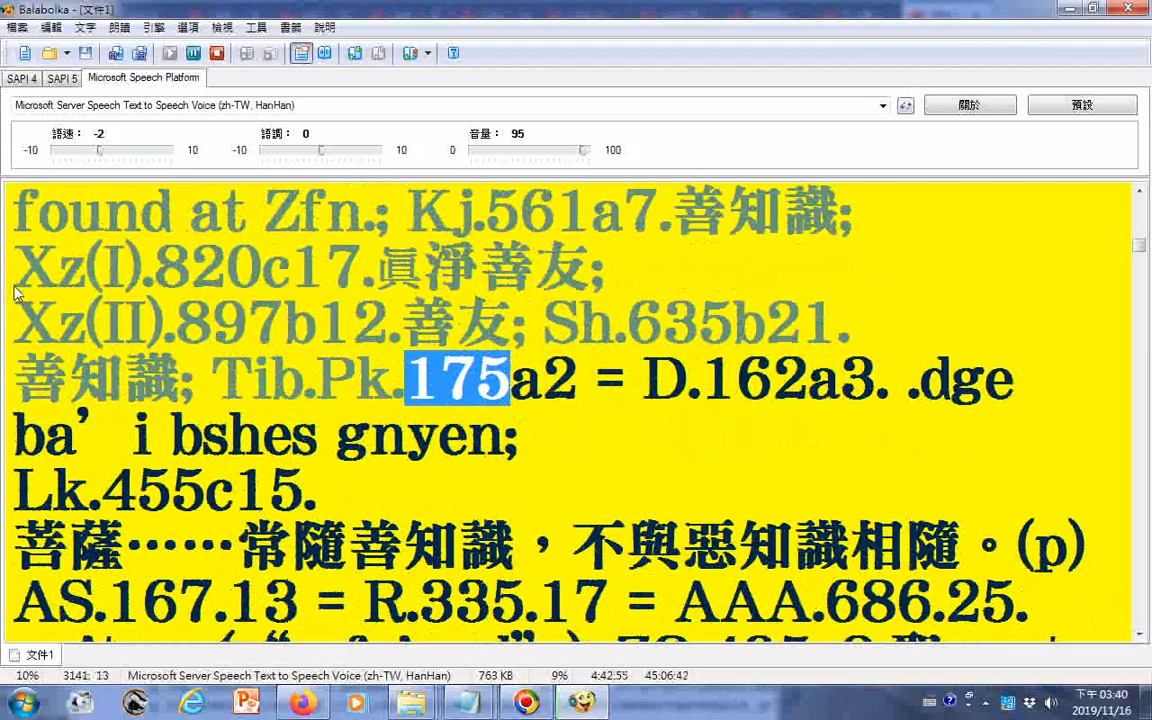 Balabolka - [文件1]
檔案 編輯 文字 朗讀 引擎 選項 檢視 工具 書籤 說明
SAPI 4 SAPI 5 Microsoft Speech Platform
Microsoft Server Speech Text to Speech Voice (zh-TW, HanHan) 關於 預設
語速： -2 語調： 0 音量： 95
-10 10 -10 10 0 100
found at Zfn.; Kj.561a7.善知識;
Xz(I).820c17.眞淨善友;
Xz(II).897b12.善友; Sh.635b21.
善知識; Tib.Pk.175a2 = D.162a3. .dge
ba’i bshes gnyen;
Lk.455c15.
菩薩……常隨善知識，不與惡知識相隨。(p)
AS.167.13 = R.335.17 = AAA.686.25.
文件1
10% 3141: 13 Microsoft Server Speech Text to Speech Voice (zh-TW, HanHan) 763 KB 9% 4:42:55 45:06:42
下午 03:40
2019/11/16